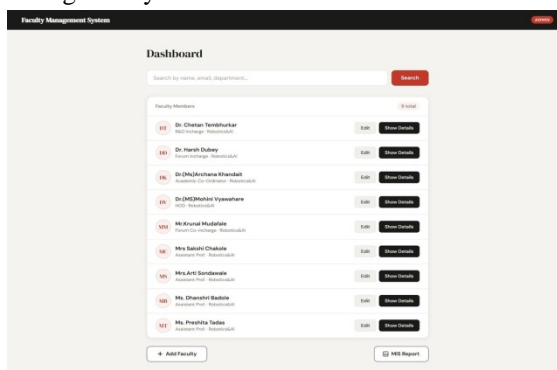 Faculty Management System
ADMIN
Dashboard
Search by name, email, department...
Search
Faculty Members
9 total
DT
Dr. Chetan Tembhurkar
R&D Incharge · Robotics&AI
Edit
Show Details
DD
Dr. Harsh Dubey
Forum Incharge · Robotics&AI
Edit
Show Details
DK
Dr.(Ms)Archana Khandait
Academic Co-Ordinator · Robotics&AI
Edit
Show Details
DV
Dr.(MS)Mohini Vyawahare
HOD · Robotics&AI
Edit
Show Details
MM
Mr.Krunal Mudafale
Forum Co-incharge · Robotics&AI
Edit
Show Details
MC
Mrs Sakshi Chakole
Assistant Prof · Robotics&AI
Edit
Show Details
MS
Mrs.Arti Sondawale
Assistant Prof · Robotics&AI
Edit
Show Details
MB
Ms. Dhanshri Badole
Assistant Prof · Robotics&AI
Edit
Show Details
MT
Ms. Preshita Tadas
Assistant Prof · Robotics&AI
Edit
Show Details
+ Add Faculty
MIS Report